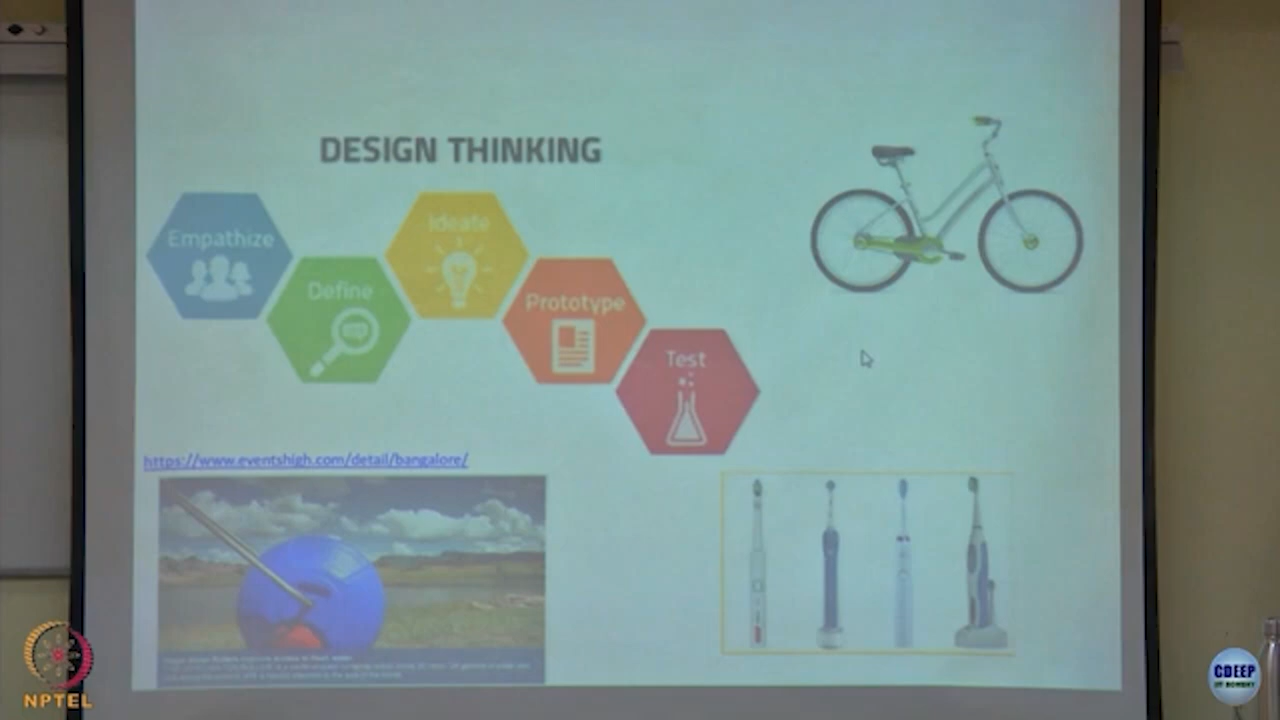 DESIGN THINKING
Empathize
Define
Ideate
Prototype
Test
https://www.eventshigh.com/detail/bangalore/
NPTEL
CDEEP
IIT BOMBAY